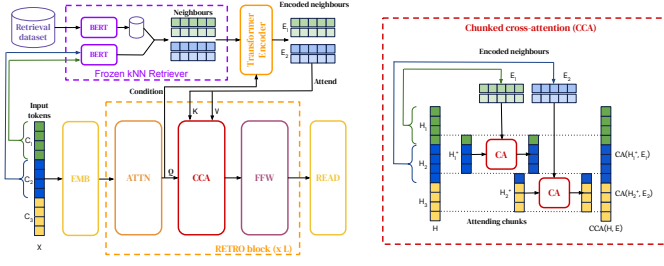 Retrieval
dataset
BERT
BERT
Frozen kNN Retriever
Neighbours
Transformer
Encoder
Encoded neighbours
E₁
E₂
Condition
Attend
K
V
Q
Input
tokens
C₁
C₂
C₃
X
EMB
ATTN
CCA
FFW
READ
RETRO block (x L)
Chunked cross-attention (CCA)
Encoded neighbours
E₁
E₂
H₁
H₂
H₃
H
H₁⁺
CA
H₂⁺
CA
Attending chunks
CA(H₁⁺, E₁)
CA(H₂⁺, E₂)
CCA(H, E)